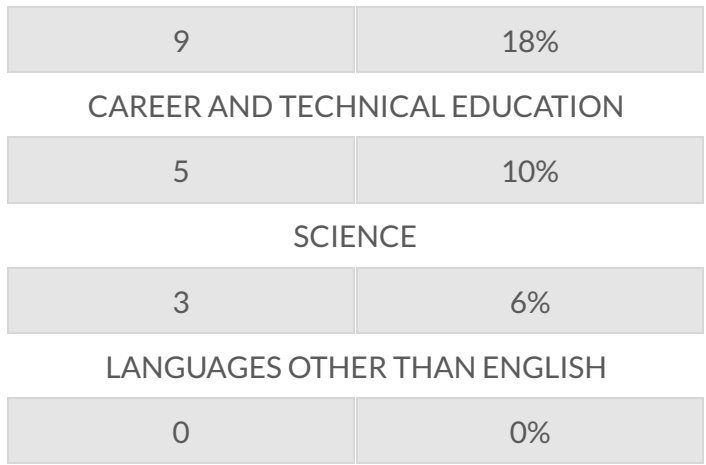 9 18%
CAREER AND TECHNICAL EDUCATION
5 10%
SCIENCE
3 6%
LANGUAGES OTHER THAN ENGLISH
0 0%